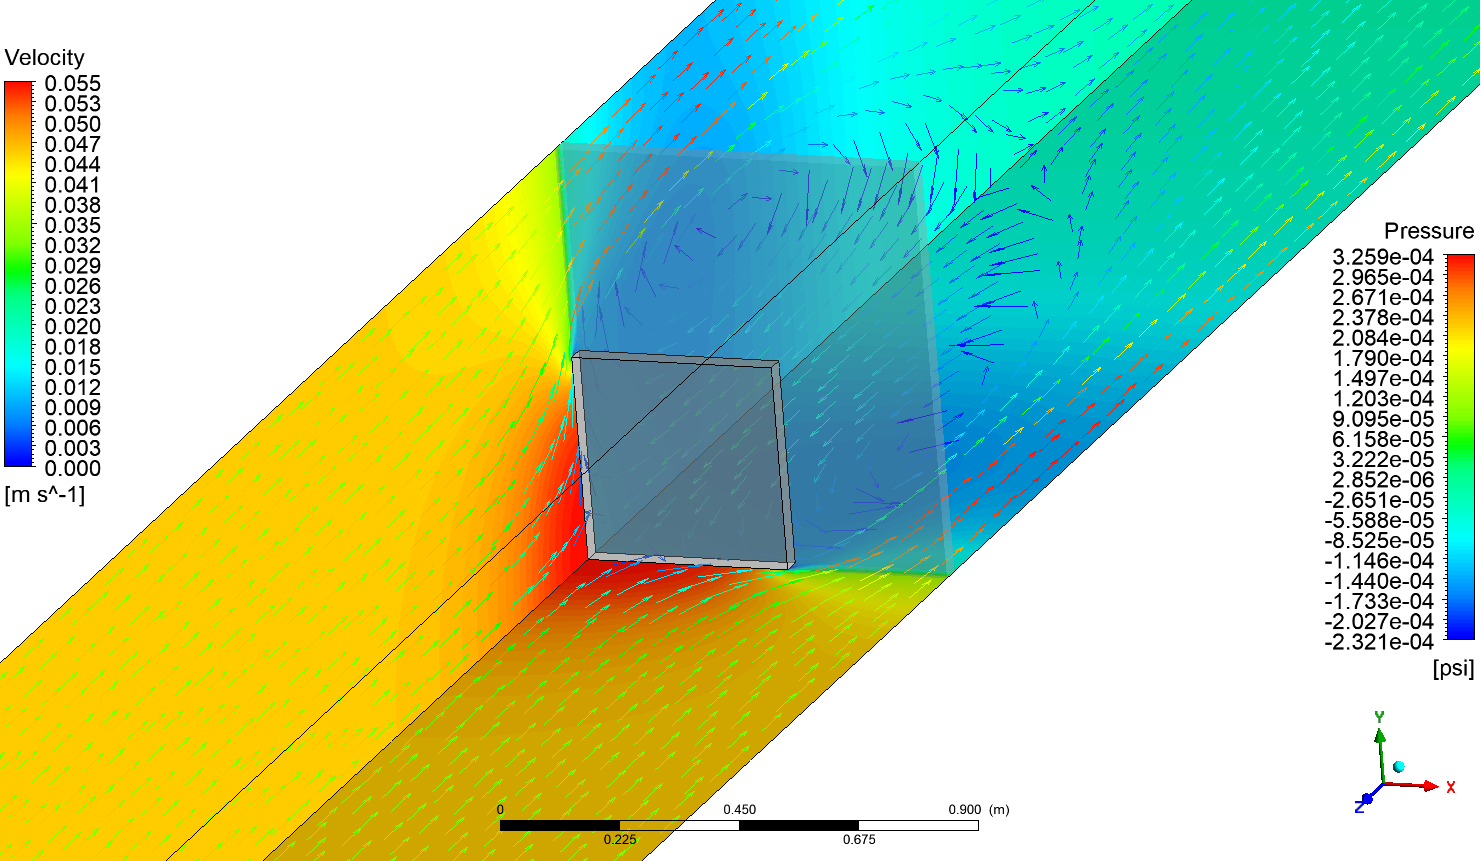 Velocity
0.055
0.053
0.050
0.047
0.044
0.041
0.038
0.035
0.032
0.029
0.026
0.023
0.020
0.018
0.015
0.012
0.009
0.006
0.003
0.000
[m s^-1]
Pressure
3.259e-04
2.965e-04
2.671e-04
2.378e-04
2.084e-04
1.790e-04
1.497e-04
1.203e-04
9.095e-05
6.158e-05
3.222e-05
2.852e-06
-2.651e-05
-5.588e-05
-8.525e-05
-1.146e-04
-1.440e-04
-1.733e-04
-2.027e-04
-2.321e-04
[psi]
0 0.450 0.900 (m)
0.225 0.675
Y
X
Z